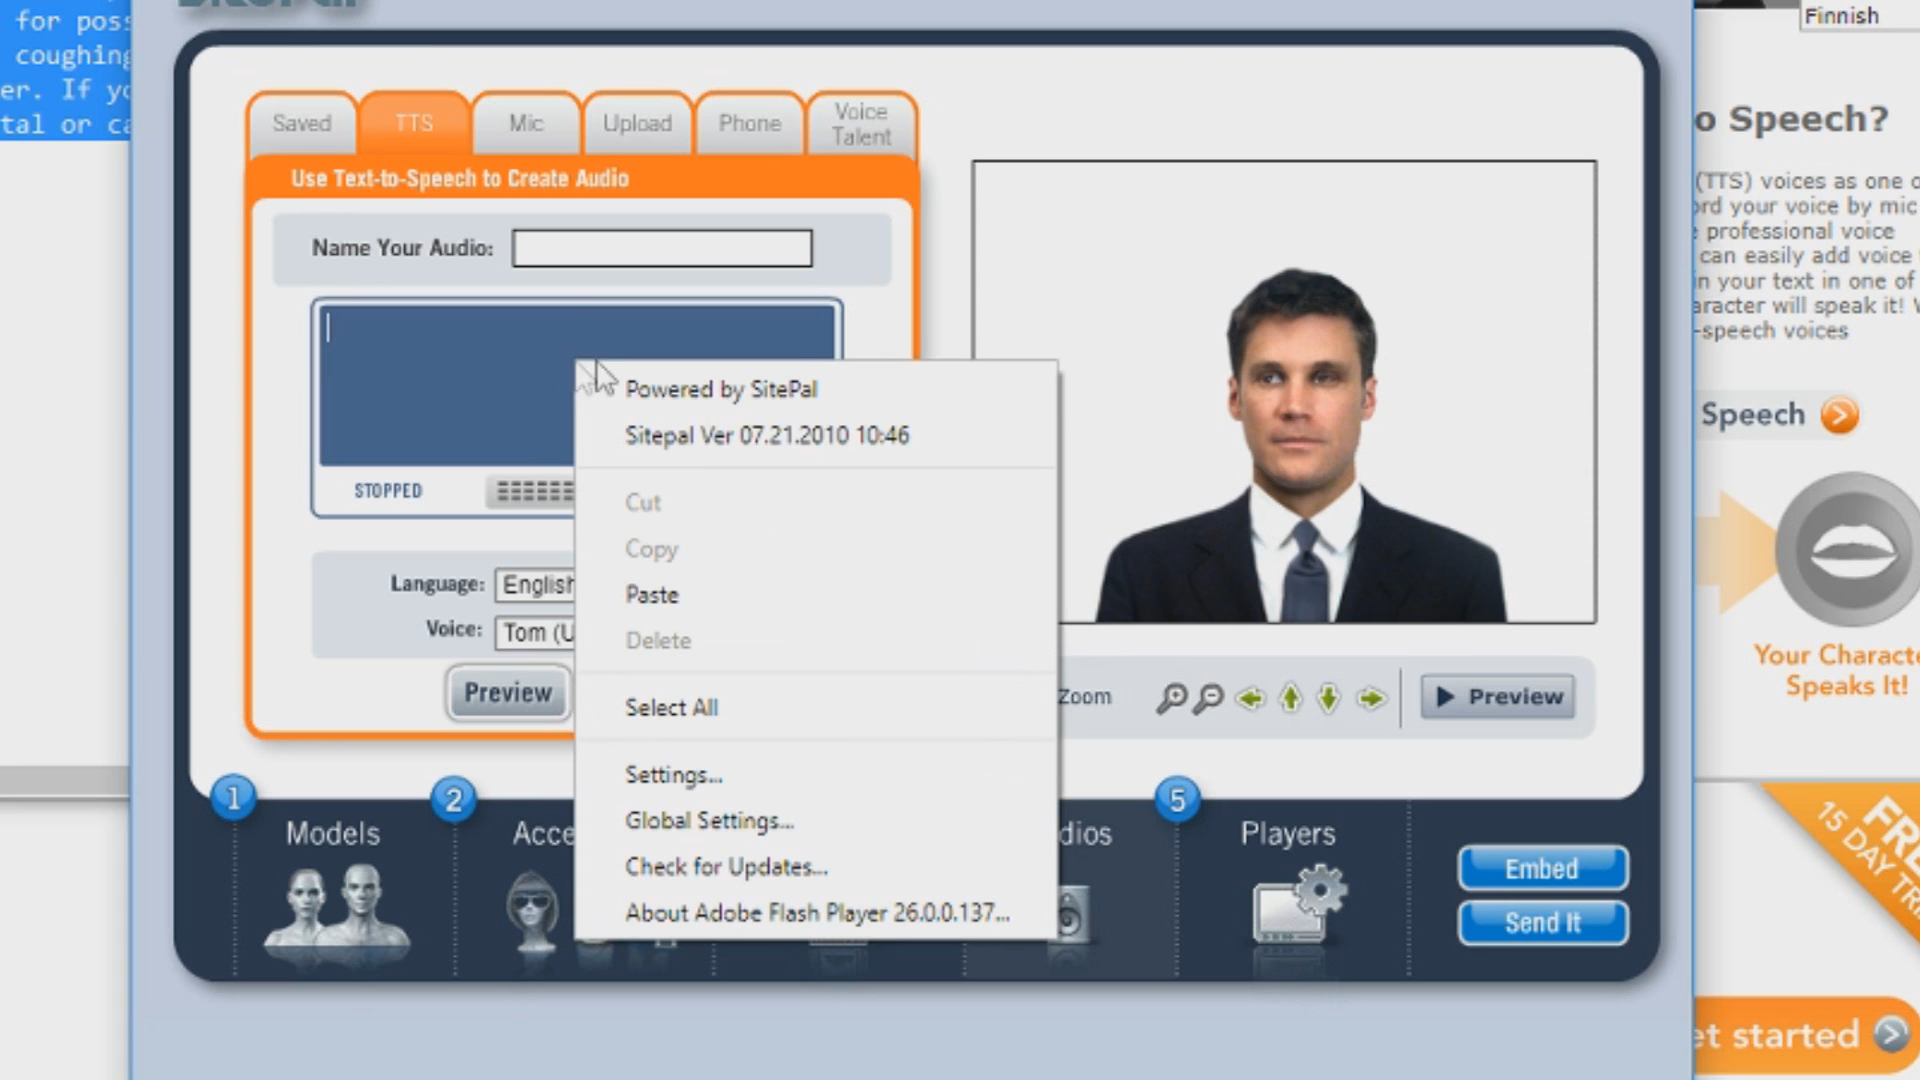 for poss
coughing
er. If yo
tal or ca
Finnish
Saved
TTS
Mic
Upload
Phone
Voice
Talent
Use Text-to-Speech to Create Audio
Name Your Audio:
STOPPED
Language:
English
Voice:
Tom (U
Preview
Powered by SitePal
Sitepal Ver 07.21.2010 10:46
Cut
Copy
Paste
Delete
Select All
Settings...
Global Settings...
Check for Updates...
About Adobe Flash Player 26.0.0.137...
Zoom
Preview
1
Models
2
Acce
dios
5
Players
Embed
Send It
o Speech?
(TTS) voices as one o
ord your voice by mic
e professional voice
can easily add voice
in your text in one of
aracter will speak it! W
-speech voices
Speech
Your Characte
Speaks It!
FREE
15 DAY TRI
et started